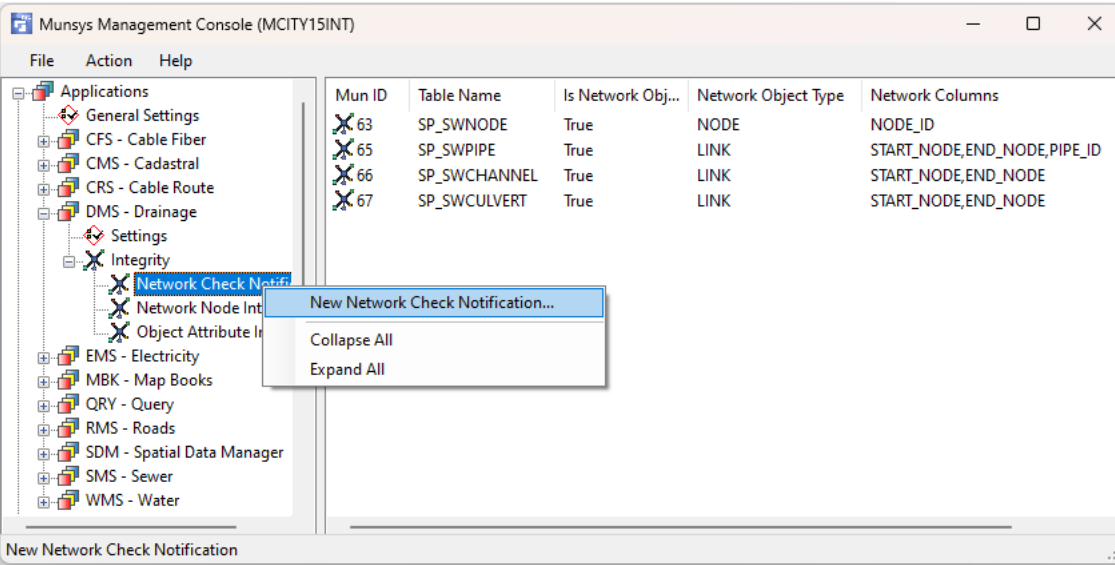 Munsys Management Console (MCITY15INT)
File Action Help
Applications
General Settings
CFS - Cable Fiber
CMS - Cadastral
CRS - Cable Route
DMS - Drainage
Settings
Integrity
Network Check Notifi
Network Node Int
Object Attribute I
EMS - Electricity
MBK - Map Books
QRY - Query
RMS - Roads
SDM - Spatial Data Manager
SMS - Sewer
WMS - Water
Mun ID Table Name Is Network Obj... Network Object Type Network Columns
63 SP_SWNODE True NODE NODE_ID
65 SP_SWPIPE True LINK START_NODE,END_NODE,PIPE_ID
66 SP_SWCHANNEL True LINK START_NODE,END_NODE
67 SP_SWCULVERT True LINK START_NODE,END_NODE
New Network Check Notification...
Collapse All
Expand All
New Network Check Notification